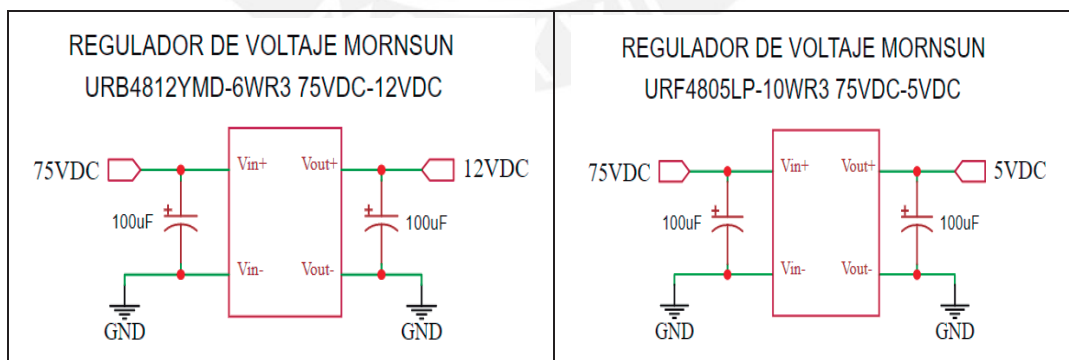 REGULADOR DE VOLTAJE MORNSUN
URB4812YMD-6WR3 75VDC-12VDC
75VDC
Vin+
Vout+
12VDC
100uF
100uF
Vin-
Vout-
GND
GND
REGULADOR DE VOLTAJE MORNSUN
URF4805LP-10WR3 75VDC-5VDC
75VDC
Vin+
Vout+
5VDC
100uF
100uF
Vin-
Vout-
GND
GND